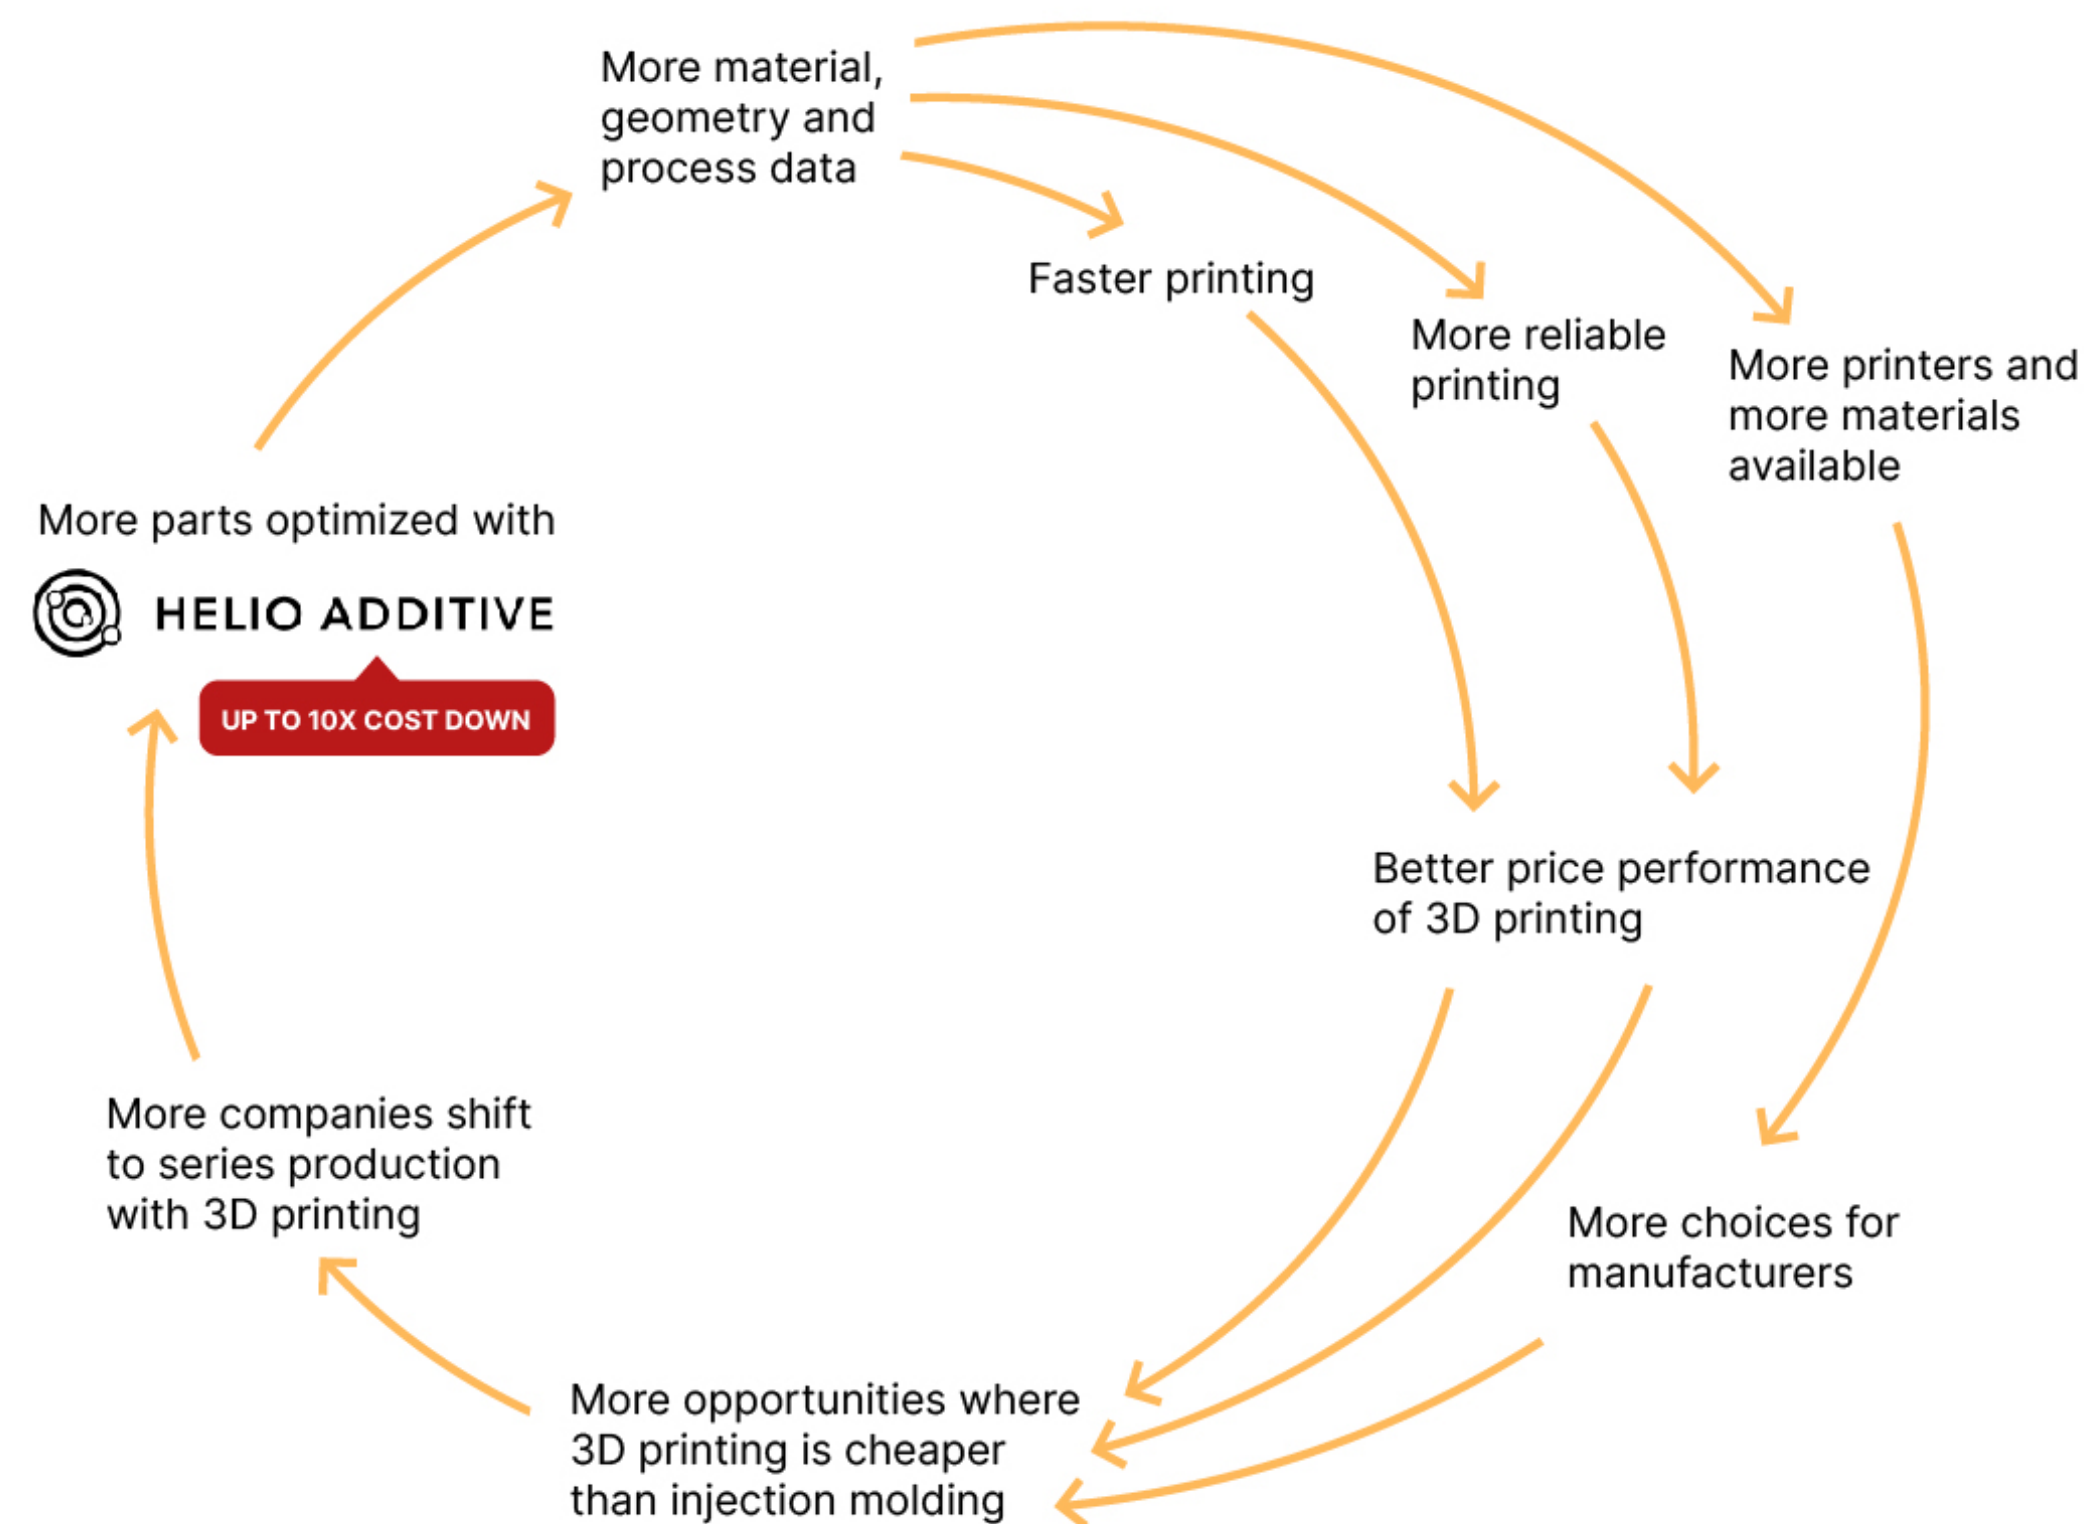 More material,
geometry and
process data
Faster printing
More reliable
printing
More printers and
more materials
available
Better price performance
of 3D printing
More choices for
manufacturers
More opportunities where
3D printing is cheaper
than injection molding
More companies shift
to series production
with 3D printing
More parts optimized with
HELIO ADDITIVE
UP TO 10X COST DOWN